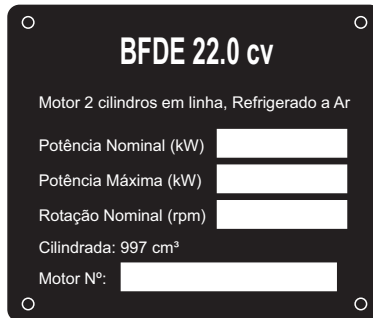 BFDE 22.0 cv
Motor 2 cilindros em linha, Refrigerado a Ar
Potência Nominal (kW)
Potência Máxima (kW)
Rotação Nominal (rpm)
Cilindrada: 997 cm³
Motor Nº: